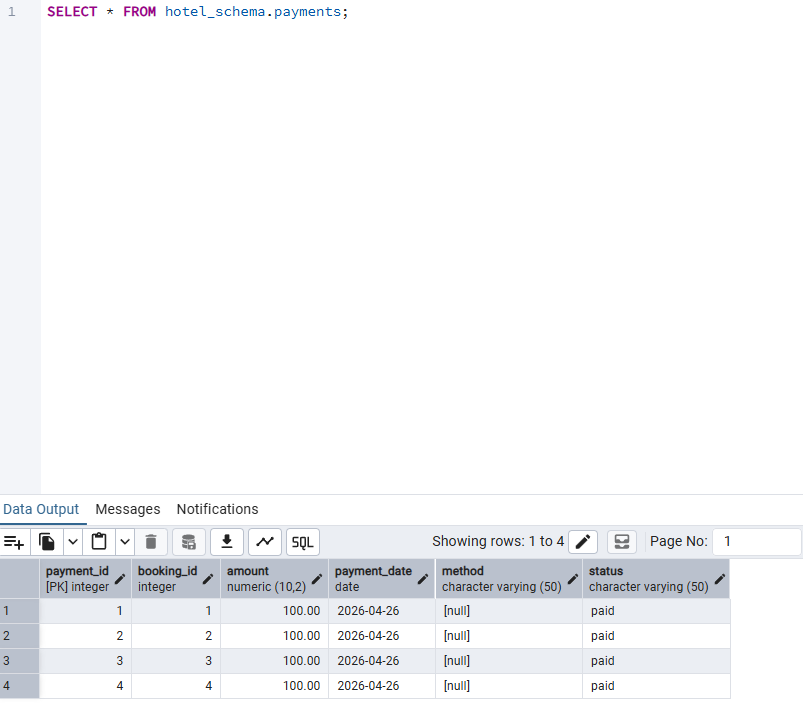 1 SELECT * FROM hotel_schema.payments;
Data Output Messages Notifications
SQL Showing rows: 1 to 4 Page No: 1
payment_id booking_id amount payment_date method status
[PK] integer integer numeric (10,2) date character varying (50) character varying (50)
1 1 1 100.00 2026-04-26 [null] paid
2 2 2 100.00 2026-04-26 [null] paid
3 3 3 100.00 2026-04-26 [null] paid
4 4 4 100.00 2026-04-26 [null] paid